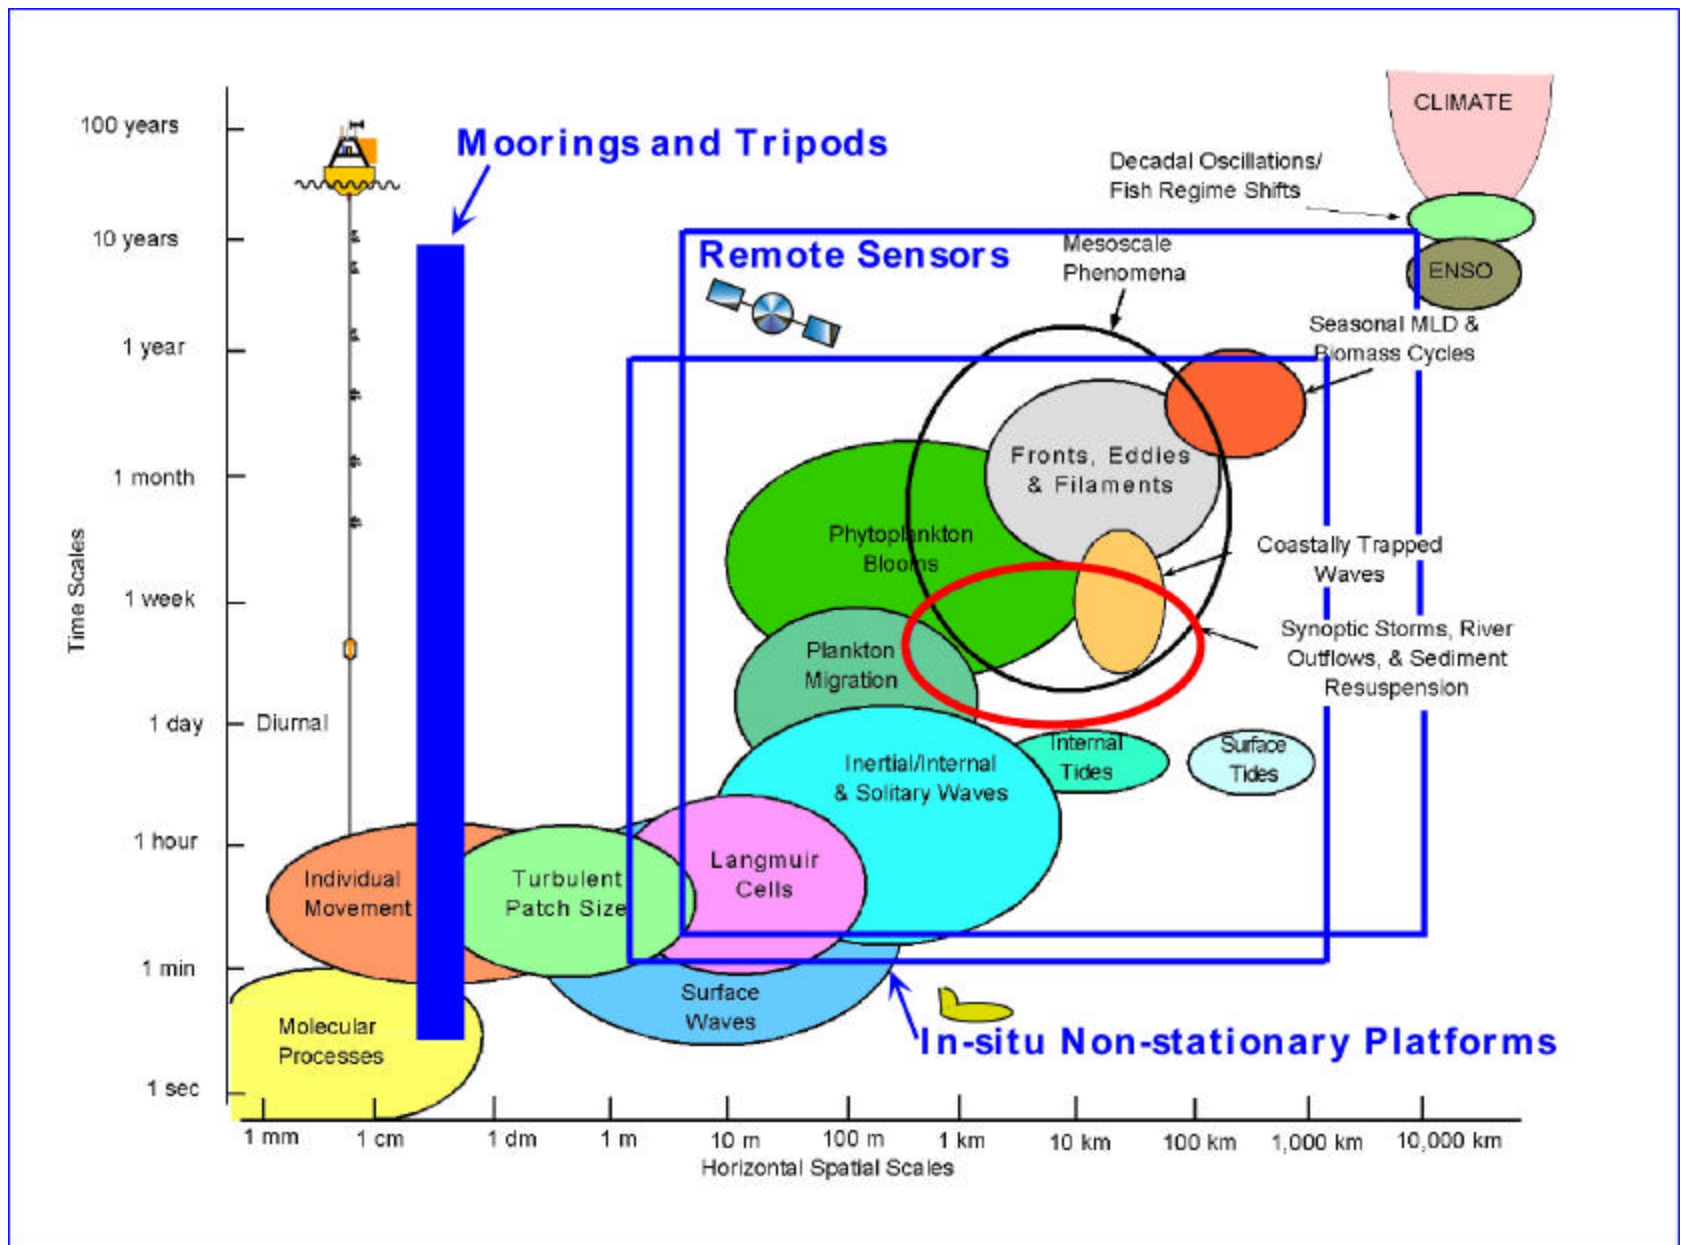 CLIMATE
100 years
Moorings and Tripods
Decadal Oscillations/
Fish Regime Shifts
10 years
Remote Sensors
Mesoscale
Phenomena
ENSO
Seasonal MLD &
Biomass Cycles
1 year
Fronts, Eddies
& Filaments
1 month
Phytoplankton
Blooms
Coastally Trapped
Waves
Time Scales
1 week
Synoptic Storms, River
Outflows, & Sediment
Resuspension
Plankton
Migration
1 day
Diurnal
Internal
Tides
Surface
Tides
Inertial/Internal
& Solitary Waves
1 hour
Individual
Movement
Turbulent
Patch Size
Langmuir
Cells
1 min
Surface
Waves
Molecular
Processes
In-situ Non-stationary Platforms
1 sec
1 mm
1 cm
1 dm
1 m
10 m
100 m
1 km
10 km
100 km
1,000 km
10,000 km
Horizontal Spatial Scales